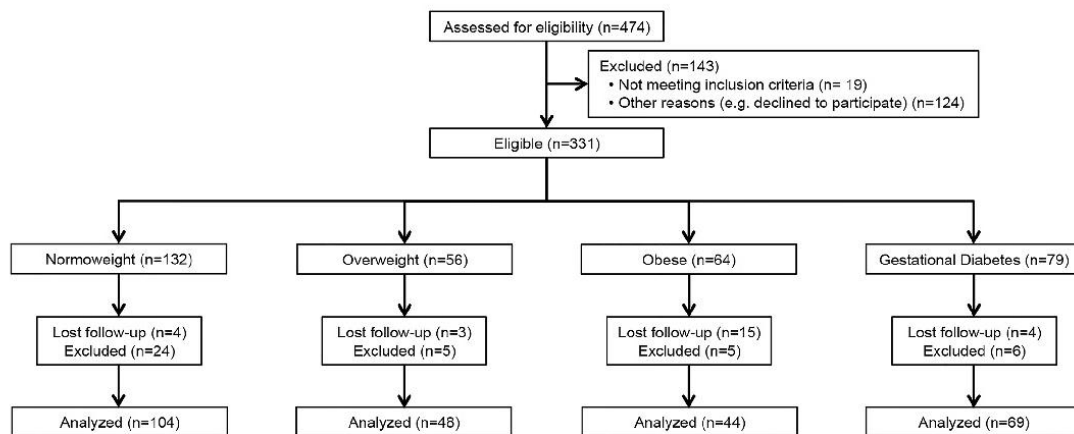 Assessed for eligibility (n=474)
Excluded (n=143)
• Not meeting inclusion criteria (n= 19)
• Other reasons (e.g. declined to participate) (n=124)
Eligible (n=331)
Normoweight (n=132)
Overweight (n=56)
Obese (n=64)
Gestational Diabetes (n=79)
Lost follow-up (n=4)
Excluded (n=24)
Lost follow-up (n=3)
Excluded (n=5)
Lost follow-up (n=15)
Excluded (n=5)
Lost follow-up (n=4)
Excluded (n=6)
Analyzed (n=104)
Analyzed (n=48)
Analyzed (n=44)
Analyzed (n=69)